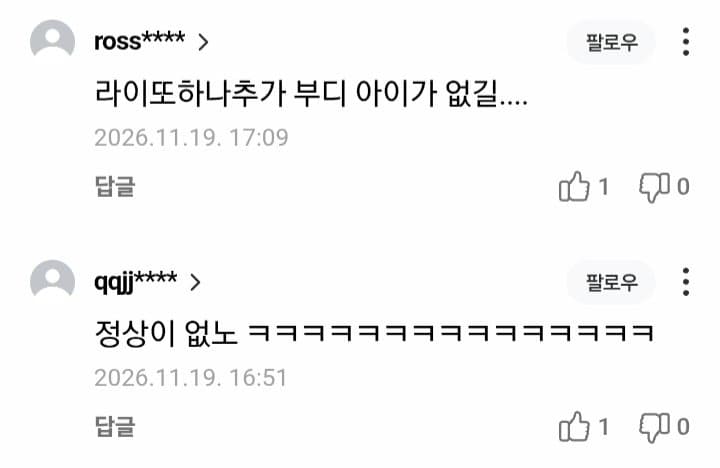 ross**** >
팔로우
라이또하나추가 부디 아이가 없길....
2026.11.19. 17:09
답글
1 0
qqjj**** >
팔로우
정상이 없노 ㅋㅋㅋㅋㅋㅋㅋㅋㅋㅋㅋㅋㅋㅋㅋ
2026.11.19. 16:51
답글
1 0